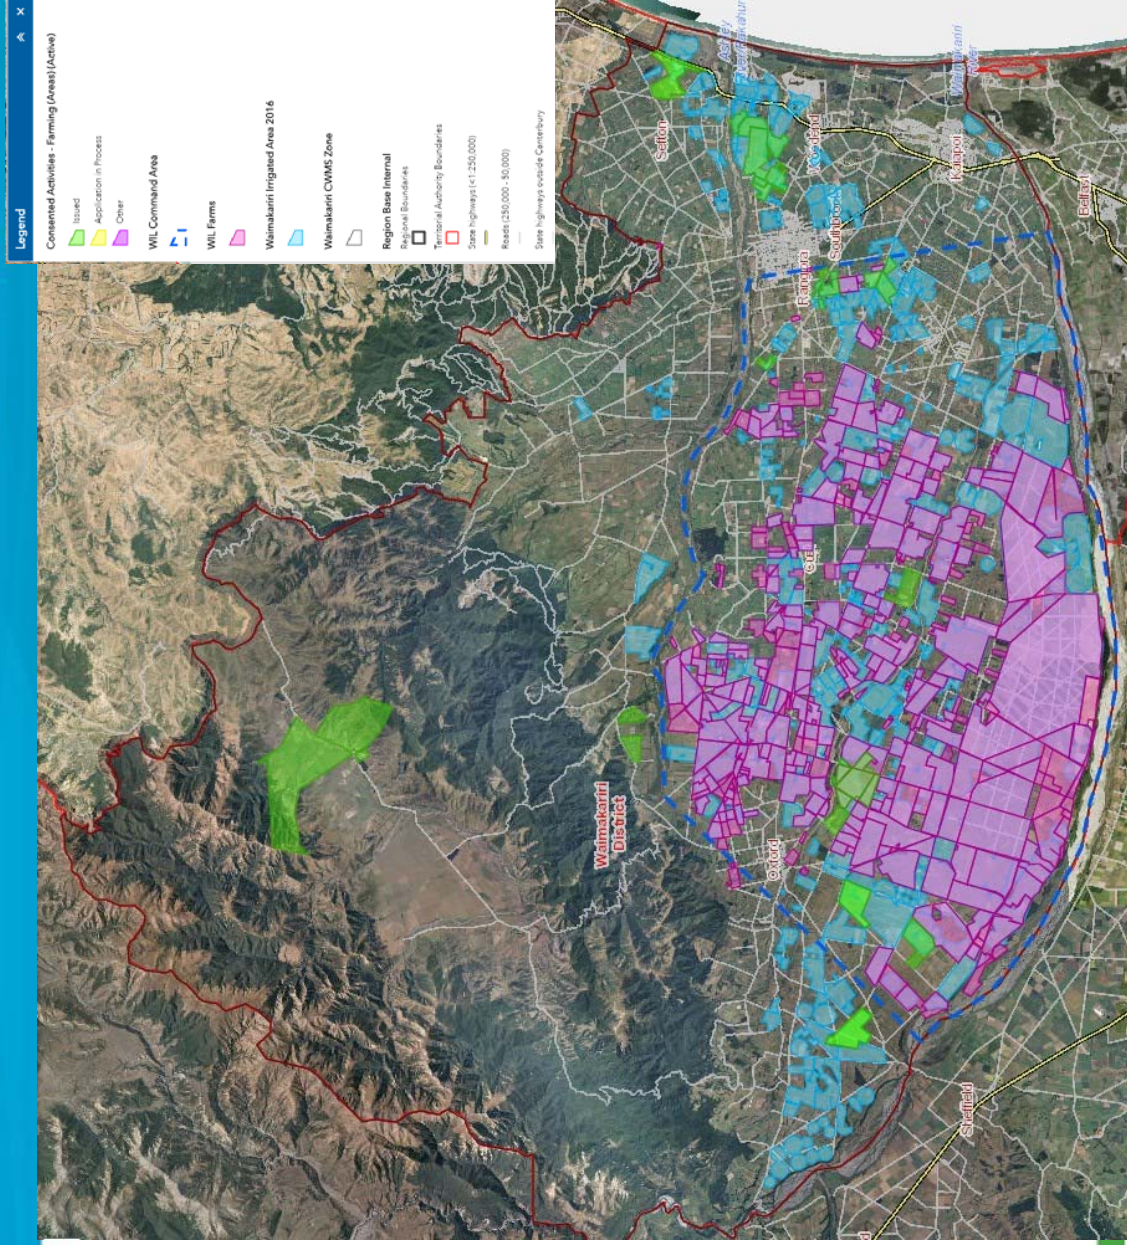 Legend
Consented Activities - Farming (Areas) (Active)
Issued
Application in Process
Other
WIL Command Area
WIL Farms
Waimakariri Irrigated Area 2016
Waimakariri CWMS Zone
Region Base Internal
Regional Boundaries
Territorial Authority Boundaries
State highways (<1:250,000)
Roads (250,000 - 50,000)
State highways outside Canterbury
Ashley
Waimakariri
River
Sefton
Woodend
Kaiapoi
Belfast
Southbrook
Rangiora
Cust
Waimakariri
District
Oxford
Sheffield